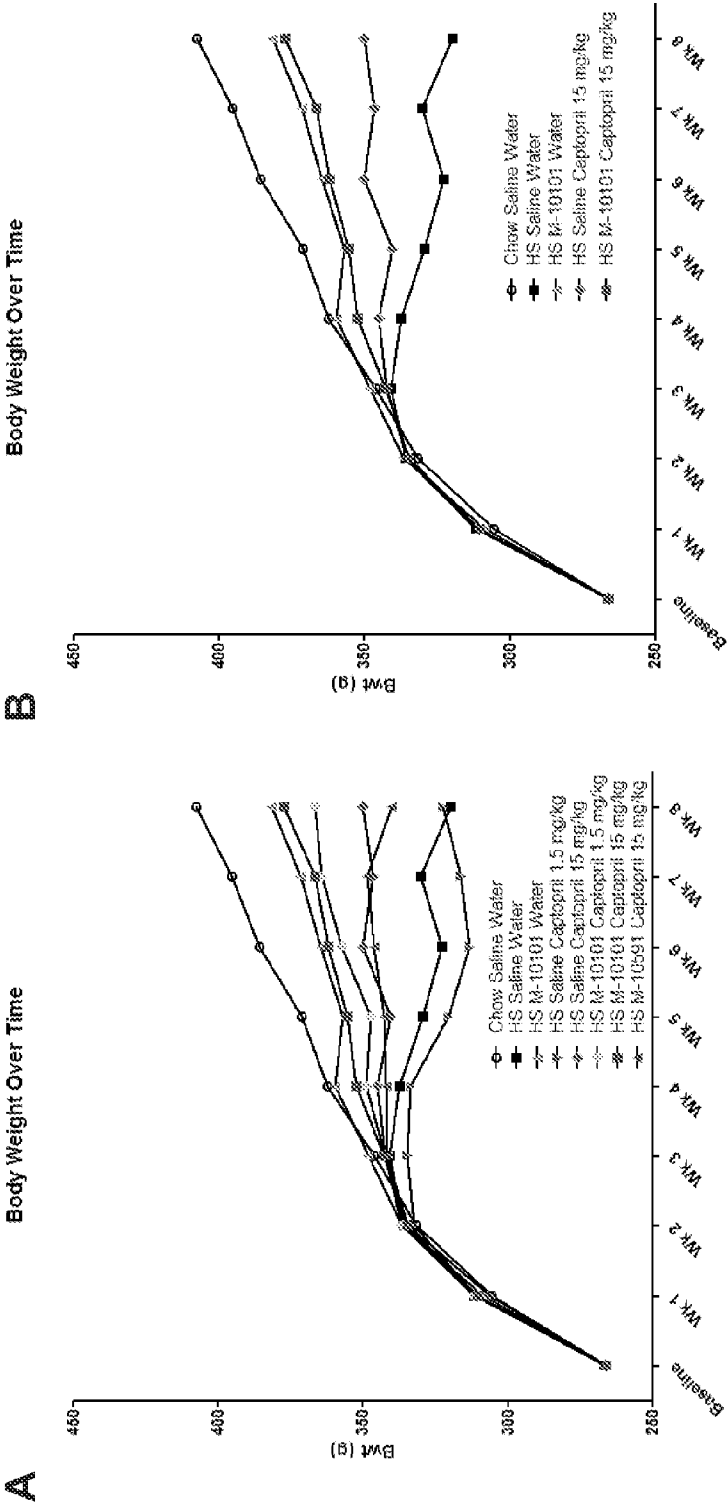 A
Body Weight Over Time
Bwt (g)
450
400
350
300
250
Baseline
Wk 1
Wk 2
Wk 3
Wk 4
Wk 5
Wk 6
Wk 7
Wk 8
Chow Saline Water
HS Saline Water
HS M-10101 Water
HS Saline Captopril 1.5 mg/kg
HS Saline Captopril 15 mg/kg
HS M-10101 Captopril 1.5 mg/kg
HS M-10101 Captopril 15 mg/kg
HS M-10591 Captopril 15 mg/kg
B
Body Weight Over Time
Bwt (g)
450
400
350
300
250
Baseline
Wk 1
Wk 2
Wk 3
Wk 4
Wk 5
Wk 6
Wk 7
Wk 8
Chow Saline Water
HS Saline Water
HS M-10101 Water
HS Saline Captopril 15 mg/kg
HS M-10101 Captopril 15 mg/kg